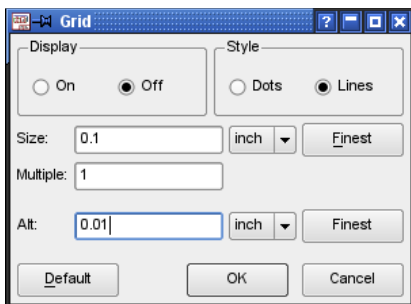 Grid
Display
Style
On
Off
Dots
Lines
Size:
0.1
inch
Finest
Multiple:
1
Alt:
0.01
inch
Finest
Default
OK
Cancel